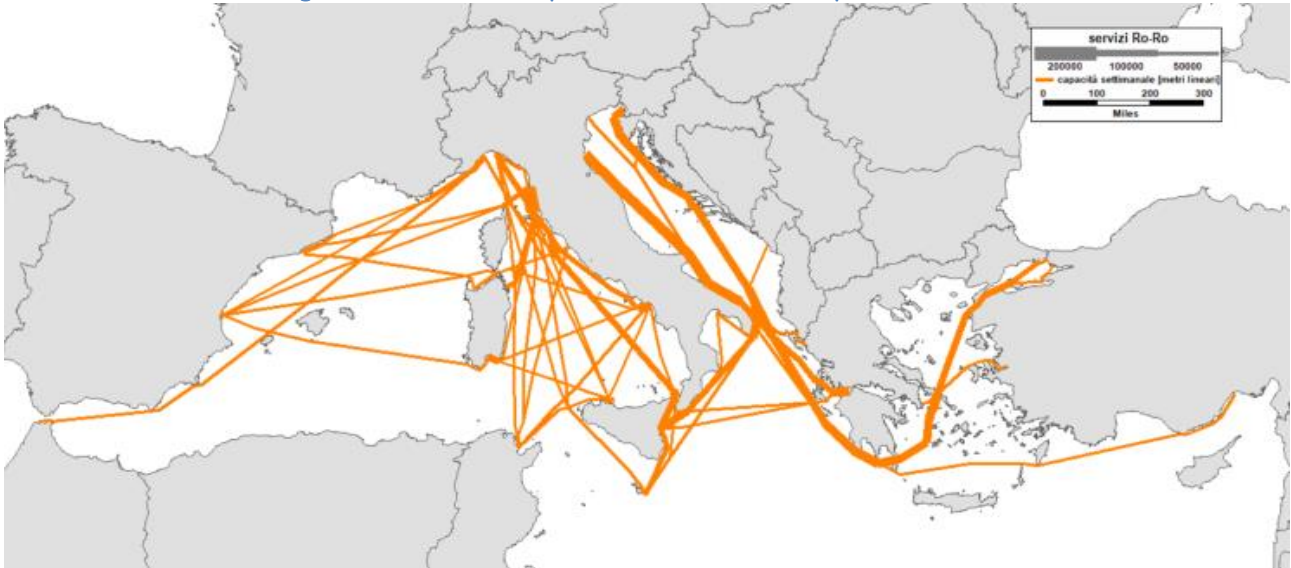 servizi Ro-Ro
200000 100000 50000
capacità settimanale [metri lineari]
0 100 200 300
Miles